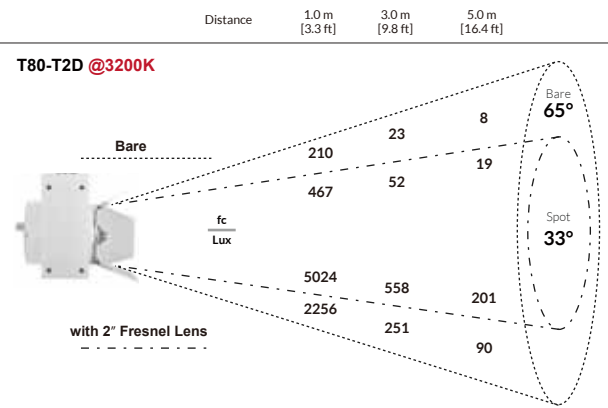 Distance 1.0 m 3.0 m 5.0 m
[3.3 ft] [9.8 ft] [16.4 ft]
T80-T2D @3200K
Bare
65°
8
23
Bare
210
19
52
467
Spot
33°
fc
Lux
5024
558
201
2256
251
90
with 2" Fresnel Lens